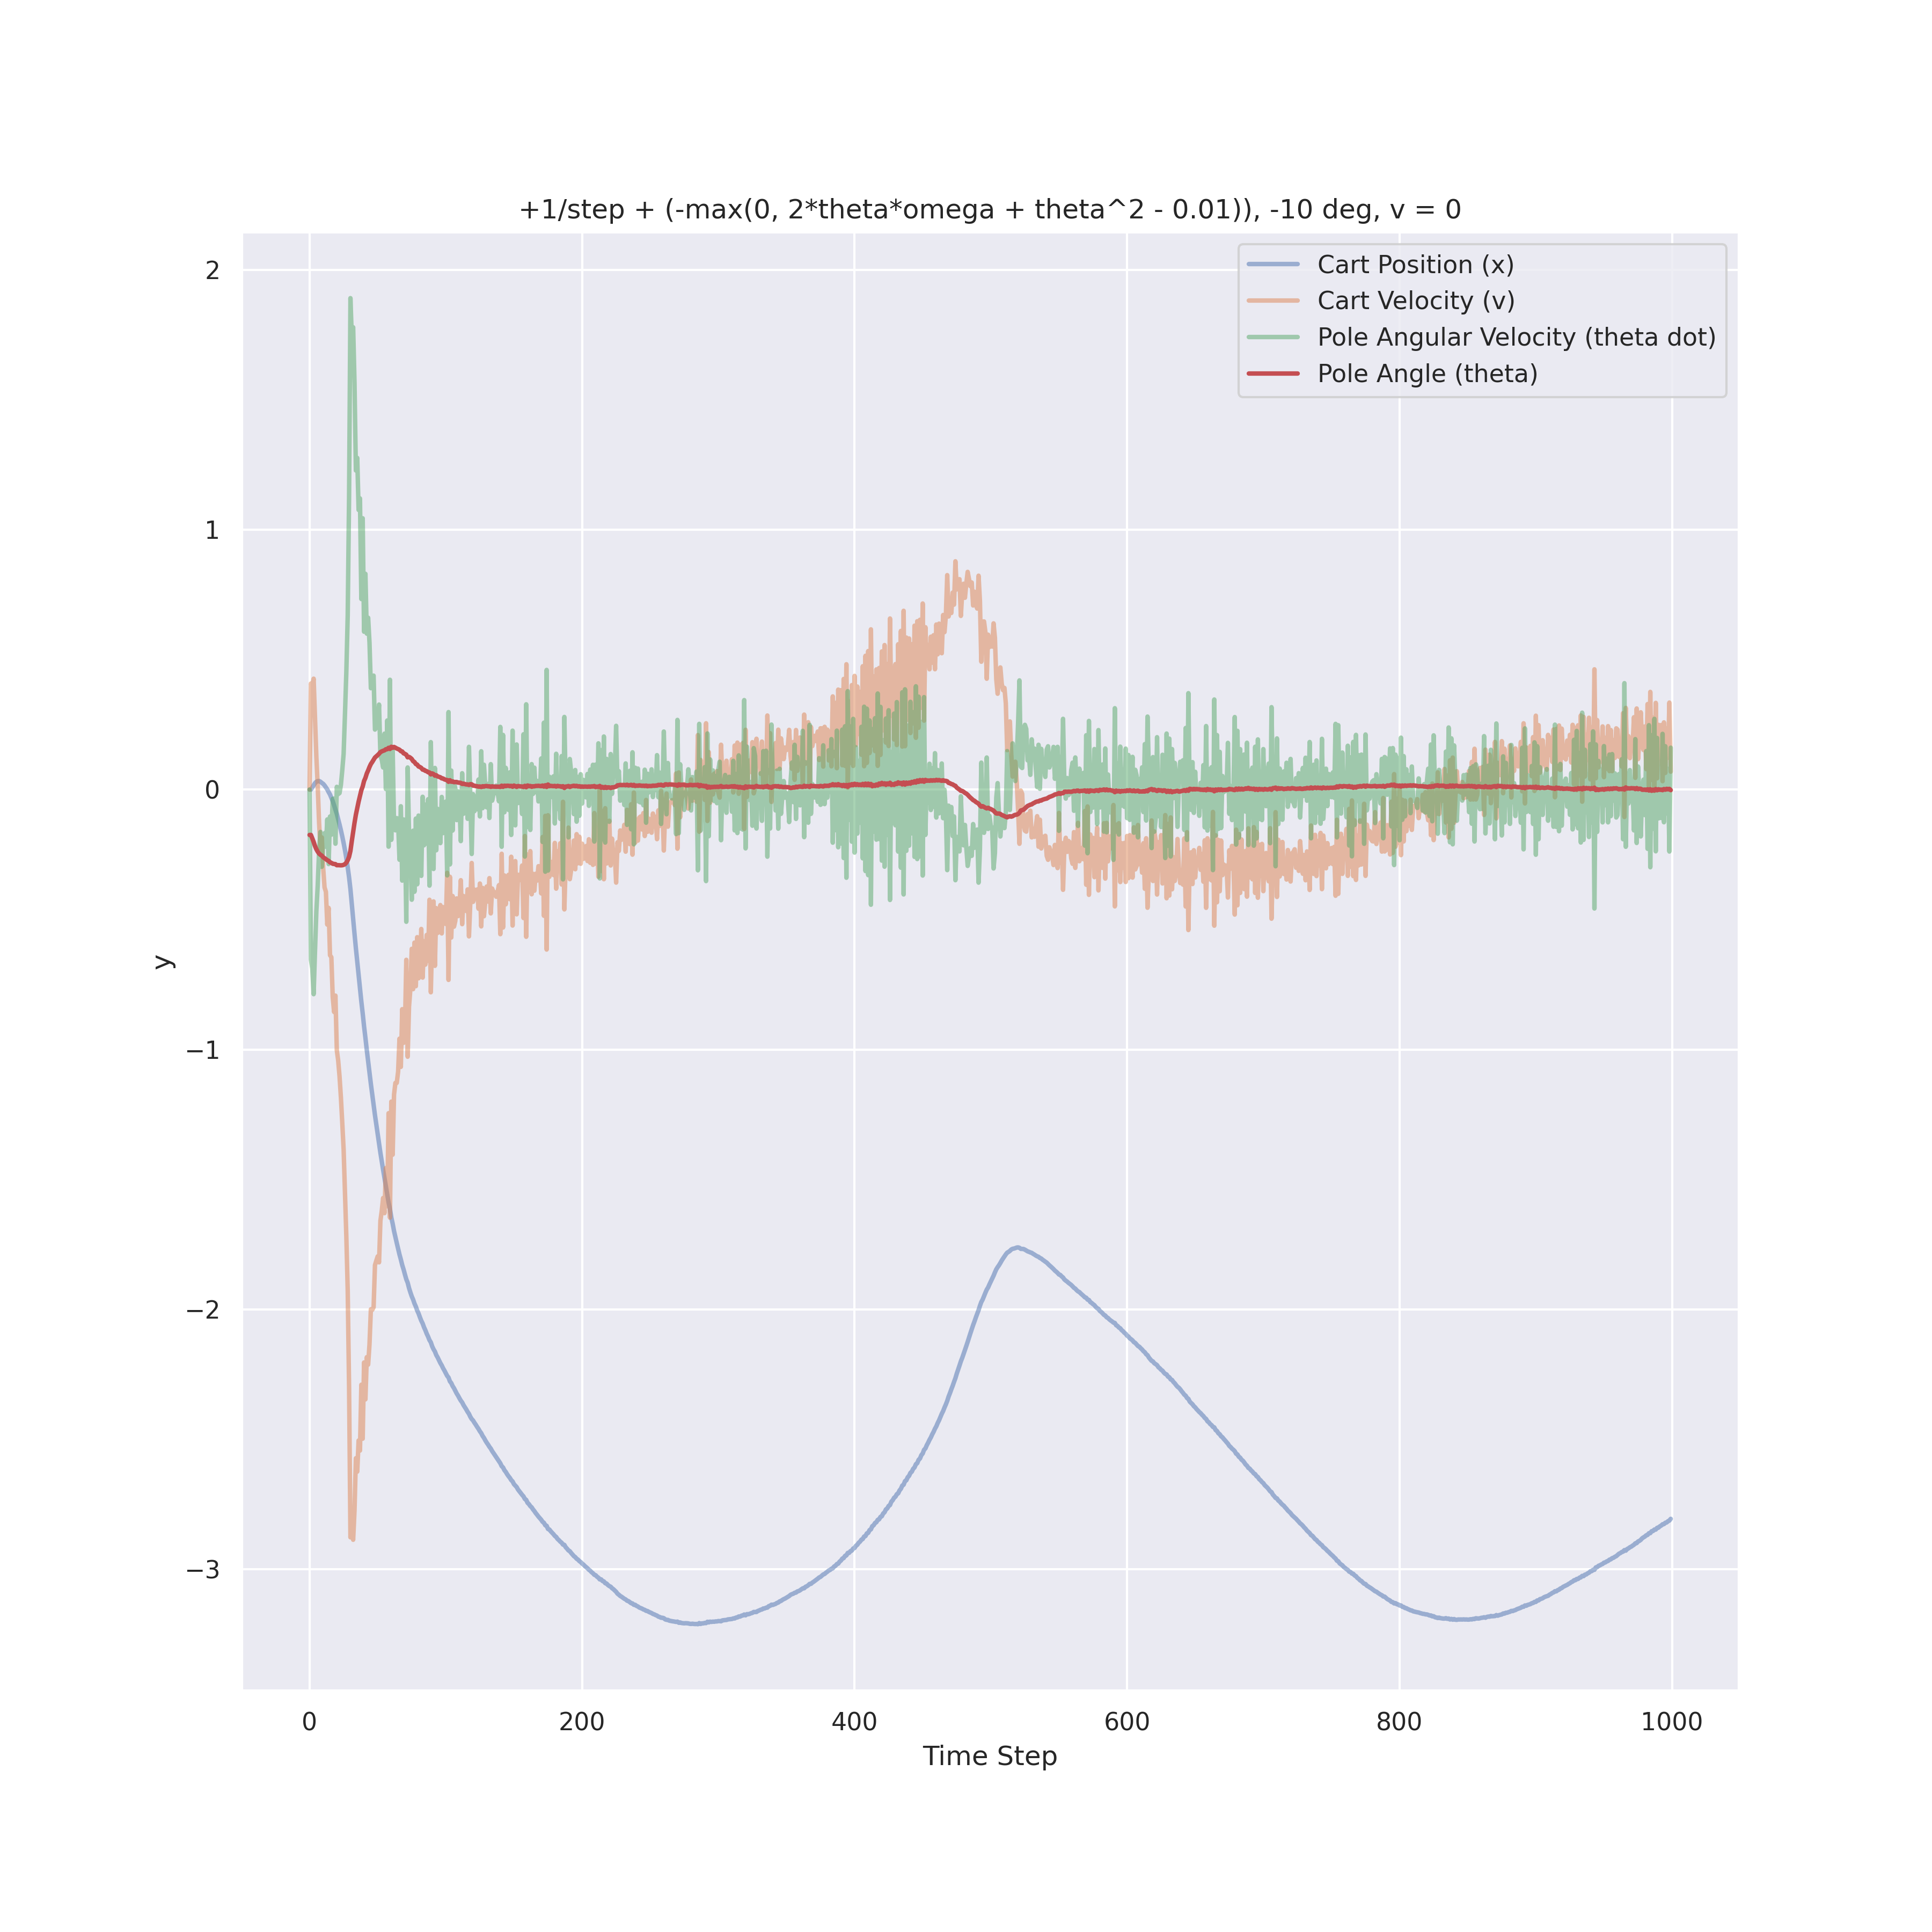 +1/step + (-max(0, 2*theta*omega + theta^2 - 0.01)), -10 deg, v = 0
Cart Position (x)
Cart Velocity (v)
Pole Angular Velocity (theta dot)
Pole Angle (theta)
2
1
0
−1
−2
−3
y
0 200 400 600 800 1000
Time Step